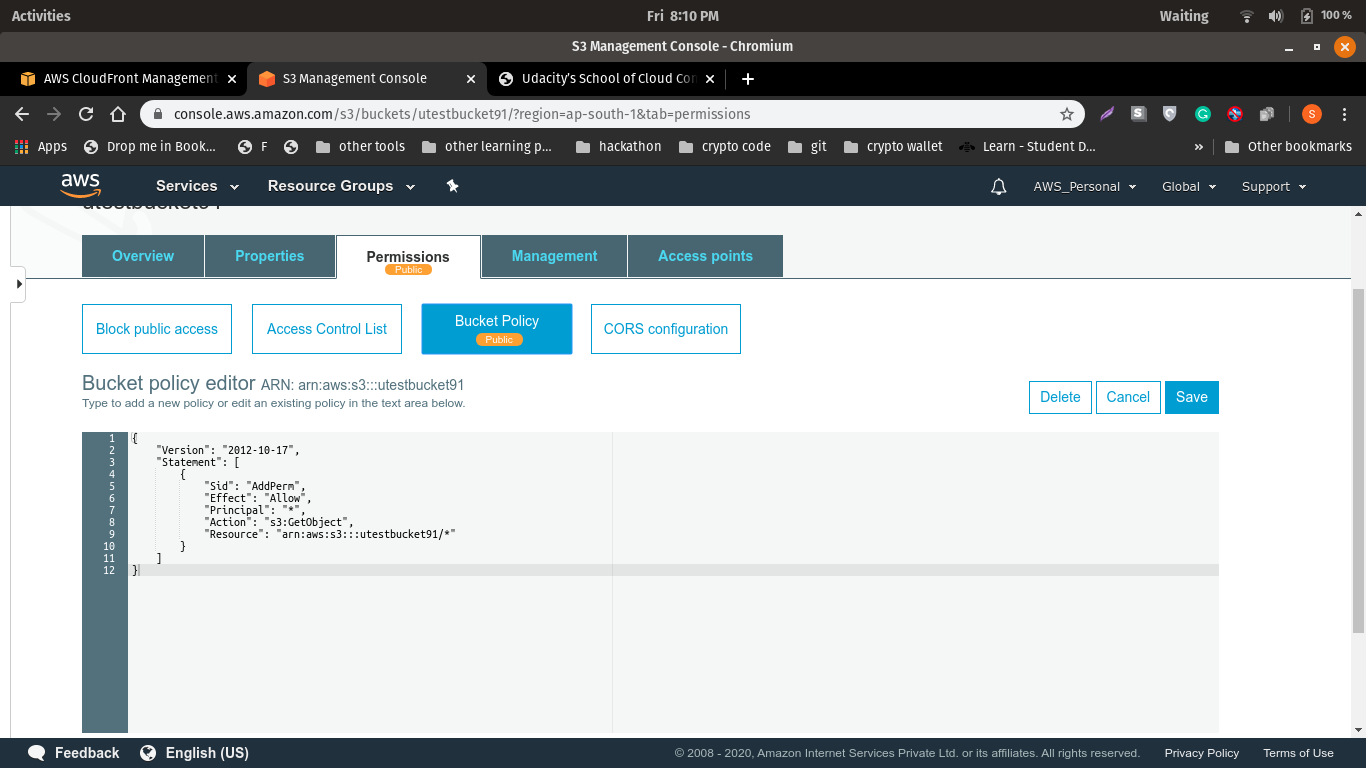 Activities
Fri 8:10 PM
Waiting
100 %
S3 Management Console - Chromium
AWS CloudFront Management
S3 Management Console
Udacity's School of Cloud Con
console.aws.amazon.com/s3/buckets/utestbucket91/?region=ap-south-1&tab=permissions
S
S
Apps
Drop me in Book...
F
other tools
other learning p...
hackathon
crypto code
git
crypto wallet
Learn - Student D...
»
Other bookmarks
aws
Services
Resource Groups
AWS_Personal
Global
Support
utestbucket91
Overview
Properties
Permissions
Public
Management
Access points
Block public access
Access Control List
Bucket Policy
Public
CORS configuration
Bucket policy editor ARN: arn:aws:s3:::utestbucket91
Type to add a new policy or edit an existing policy in the text area below.
Delete
Cancel
Save
1 {
2 "Version": "2012-10-17",
3 "Statement": [
4 {
5 "Sid": "AddPerm",
6 "Effect": "Allow",
7 "Principal": "*",
8 "Action": "s3:GetObject",
9 "Resource": "arn:aws:s3:::utestbucket91/*"
10 }
11 ]
12 }
Feedback
English (US)
© 2008 - 2020, Amazon Internet Services Private Ltd. or its affiliates. All rights reserved.
Privacy Policy
Terms of Use